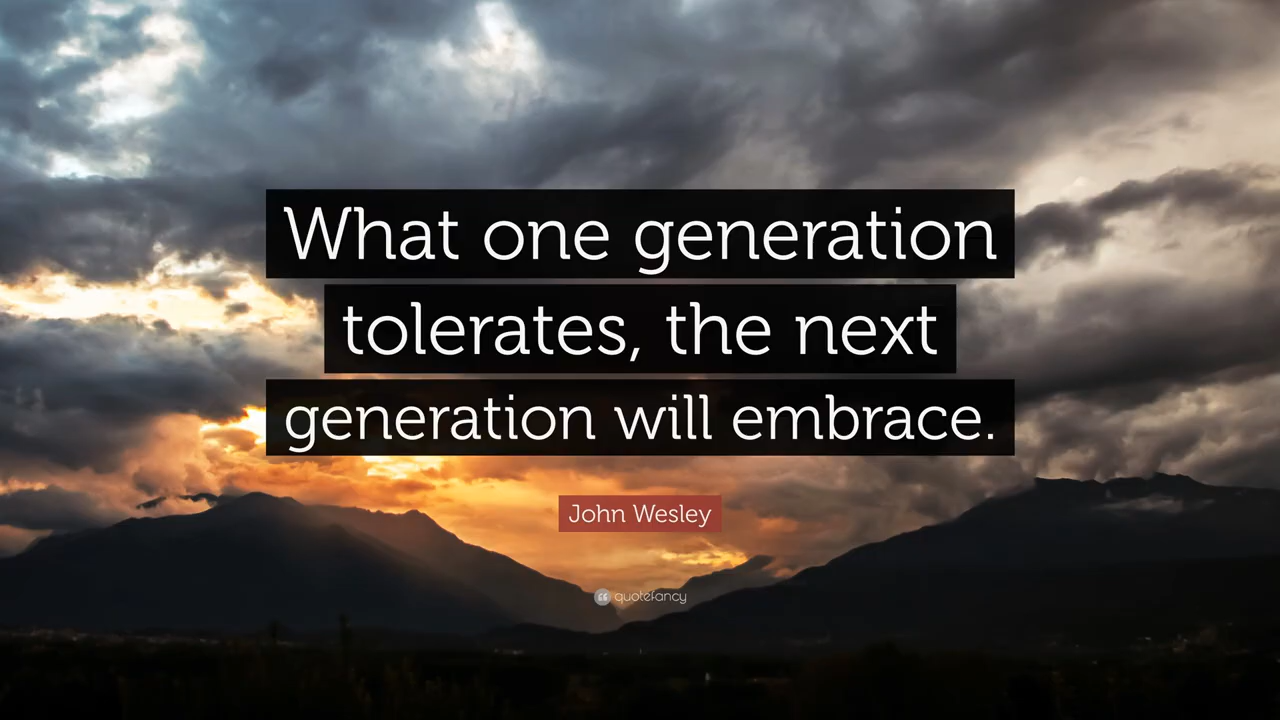 What one generation
tolerates, the next
generation will embrace.
John Wesley
quotefancy